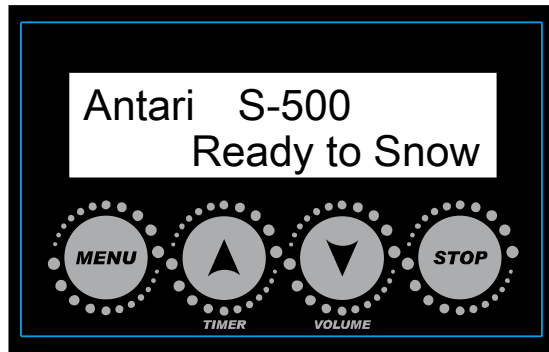 Antari S-500
Ready to Snow
MENU
STOP
TIMER
VOLUME